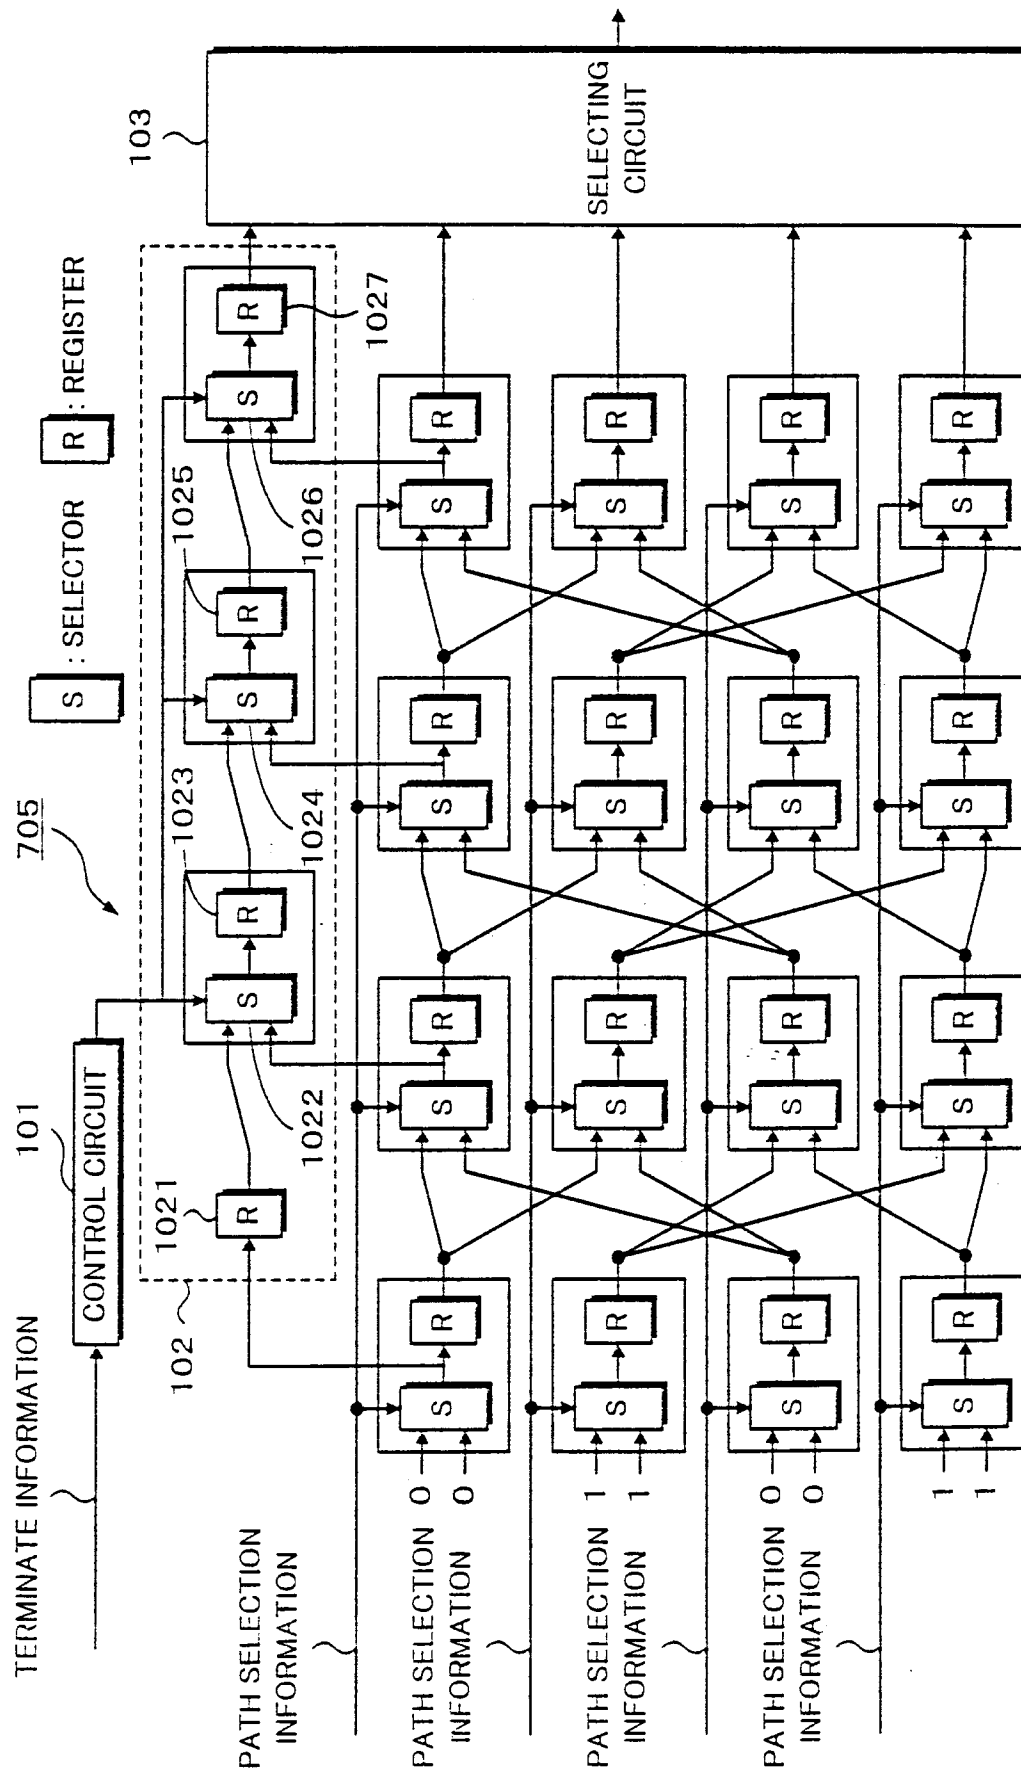 705
S : SELECTOR
R : REGISTER
TERMINATE INFORMATION
101
CONTROL CIRCUIT
102
1021
R
1022
S
1023
R
1024
S
1025
R
1026
S
1027
R
103
SELECTING
CIRCUIT
PATH SELECTION
INFORMATION
0
0
S
R
S
R
S
R
S
R
PATH SELECTION
INFORMATION
1
1
S
R
S
R
S
R
S
R
PATH SELECTION
INFORMATION
0
0
S
R
S
R
S
R
S
R
PATH SELECTION
INFORMATION
1
1
S
R
S
R
S
R
S
R